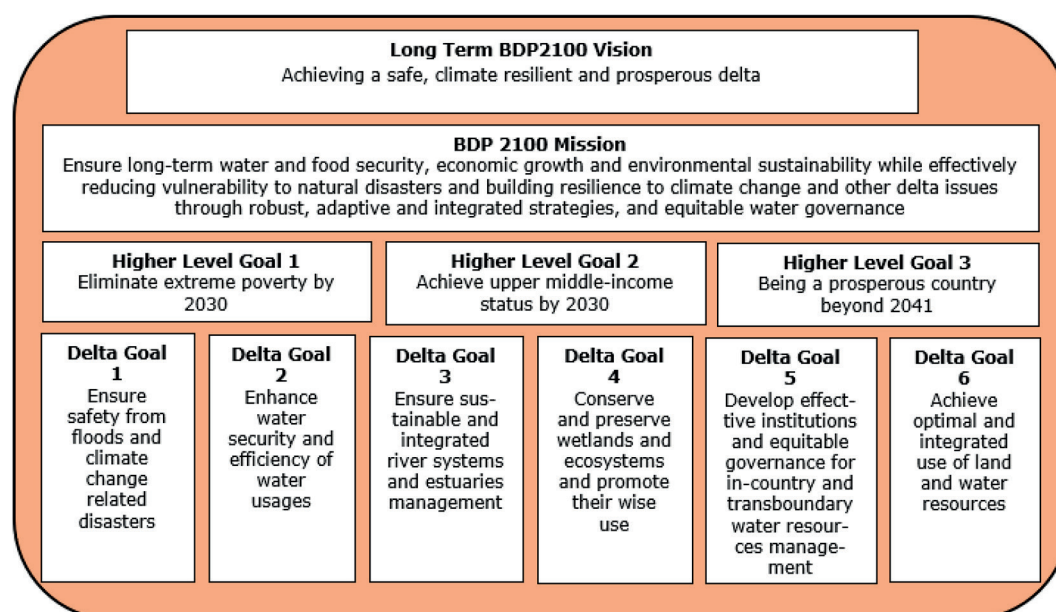 Long Term BDP2100 Vision
Achieving a safe, climate resilient and prosperous delta
BDP 2100 Mission
Ensure long-term water and food security, economic growth and environmental sustainability while effectively
reducing vulnerability to natural disasters and building resilience to climate change and other delta issues
through robust, adaptive and integrated strategies, and equitable water governance
Higher Level Goal 1
Eliminate extreme poverty by
2030
Higher Level Goal 2
Achieve upper middle-income
status by 2030
Higher Level Goal 3
Being a prosperous country
beyond 2041
Delta Goal
1
Ensure
safety from
floods and
climate
change
related
disasters
Delta Goal
2
Enhance
water
security and
efficiency of
water
usages
Delta Goal
3
Ensure sus-
tainable and
integrated
river systems
and estuaries
management
Delta Goal
4
Conserve
and preserve
wetlands and
ecosystems
and promote
their wise
use
Delta Goal
5
Develop effec-
tive institutions
and equitable
governance for
in-country and
transboundary
water resour-
ces manage-
ment
Delta Goal
6
Achieve
optimal and
integrated
use of land
and water
resources